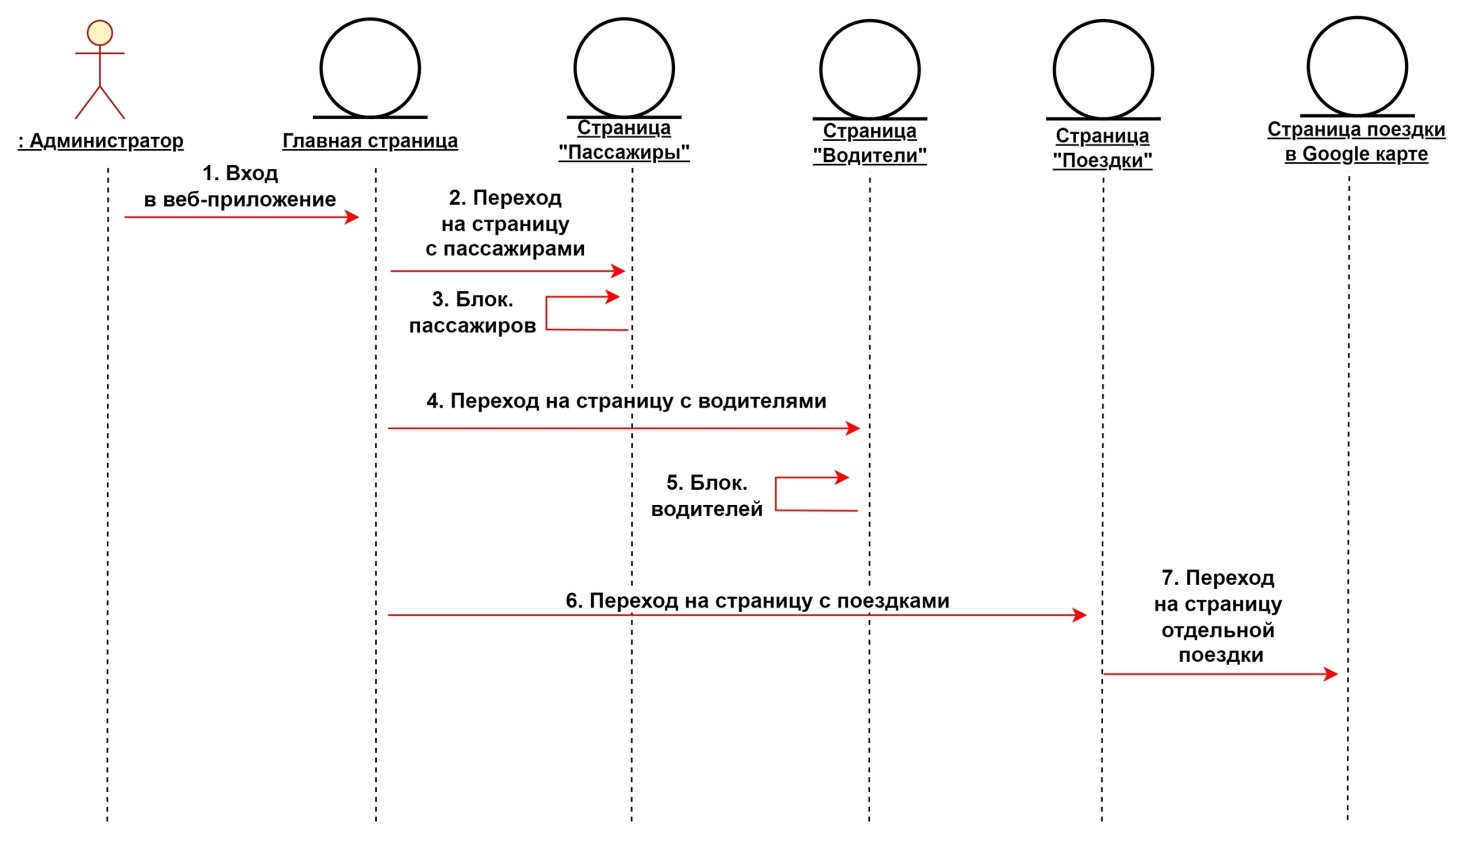 : Администратор
Главная страница
Страница
"Пассажиры"
Страница
"Водители"
Страница
"Поездки"
Страница поездки
в Google карте
1. Вход
в веб-приложение
2. Переход
на страницу
с пассажирами
3. Блок.
пассажиров
4. Переход на страницу с водителями
5. Блок.
водителей
6. Переход на страницу с поездками
7. Переход
на страницу
отдельной
поездки